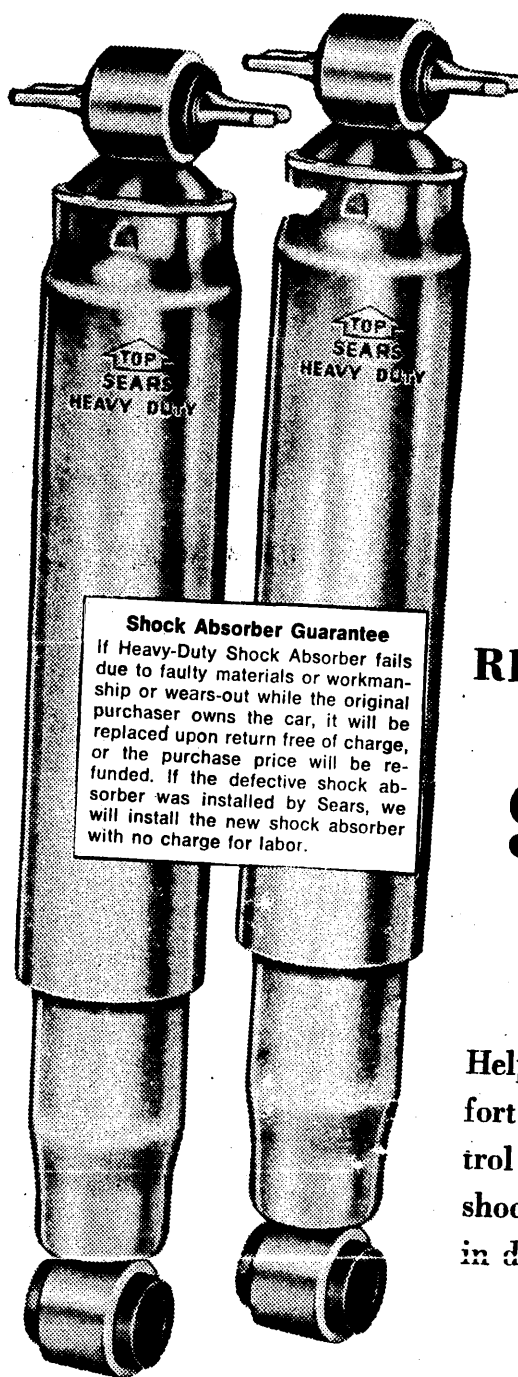 TOP
SEARS
HEAVY DUTY
TOP
SEARS
HEAVY DUTY
Shock Absorber Guarantee
If Heavy-Duty Shock Absorber fails
due to faulty materials or workman-
ship or wears-out while the original
purchaser owns the car, it will be
replaced upon return free of charge,
or the purchase price will be re-
funded. If the defective shock ab-
sorber was installed by Sears, we
will install the new shock absorber
with no charge for labor.
fort
trol
in d